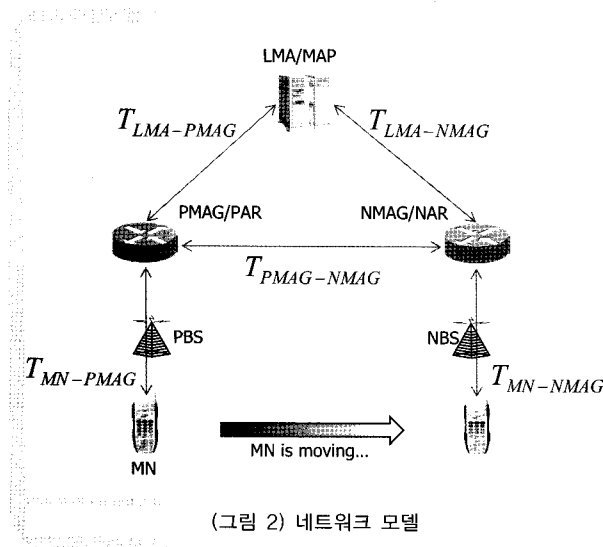 LMA/MAP
T_{LMA-PMAG}
T_{LMA-NMAG}
PMAG/PAR
NMAG/NAR
T_{PMAG-NMAG}
PBS
NBS
T_{MN-PMAG}
T_{MN-NMAG}
MN is moving...
MN
(그림 2) 네트워크 모델